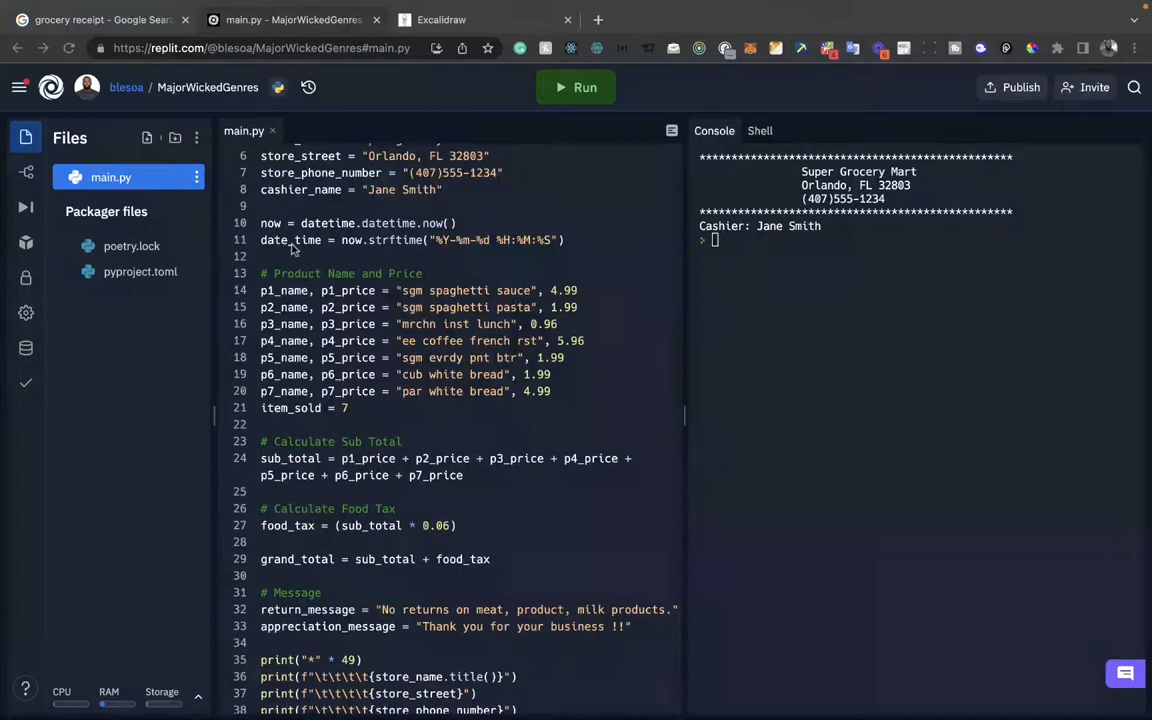 grocery receipt - Google Sear
main.py - MajorWickedGenres
Excalidraw
https://replit.com/@blesoa/MajorWickedGenres#main.py
blesoa / MajorWickedGenres
Run
Publish
Invite
Files
main.py
Packager files
poetry.lock
pyproject.toml
CPU
RAM
Storage
main.py
6 store_street = "Orlando, FL 32803"
7 store_phone_number = "(407)555-1234"
8 cashier_name = "Jane Smith"
9
10 now = datetime.datetime.now()
11 date_time = now.strftime("%Y-%m-%d %H:%M:%S")
12
13 # Product Name and Price
14 p1_name, p1_price = "sgm spaghetti sauce", 4.99
15 p2_name, p2_price = "sgm spaghetti pasta", 1.99
16 p3_name, p3_price = "mrchn inst lunch", 0.96
17 p4_name, p4_price = "ee coffee french rst", 5.96
18 p5_name, p5_price = "sgm evrdy pnt btr", 1.99
19 p6_name, p6_price = "cub white bread", 1.99
20 p7_name, p7_price = "par white bread", 4.99
21 item_sold = 7
22
23 # Calculate Sub Total
24 sub_total = p1_price + p2_price + p3_price + p4_price +
p5_price + p6_price + p7_price
25
26 # Calculate Food Tax
27 food_tax = (sub_total * 0.06)
28
29 grand_total = sub_total + food_tax
30
31 # Message
32 return_message = "No returns on meat, product, milk products."
33 appreciation_message = "Thank you for your business !!"
34
35 print("*" * 49)
36 print(f"\t\t\t\t{store_name.title()}")
37 print(f"\t\t\t\t{store_street}")
38 print(f"\t\t\t\t{store_phone_number}")
Console
Shell
*************************************************
Super Grocery Mart
Orlando, FL 32803
(407)555-1234
*************************************************
Cashier: Jane Smith
>